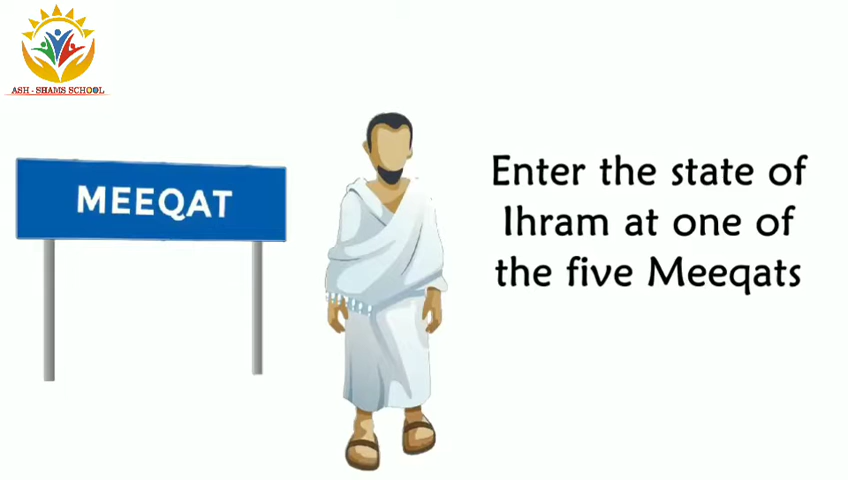 ASH - SHAMS SCHOOL
MEEQAT
Enter the state of
Ihram at one of
the five Meeqats